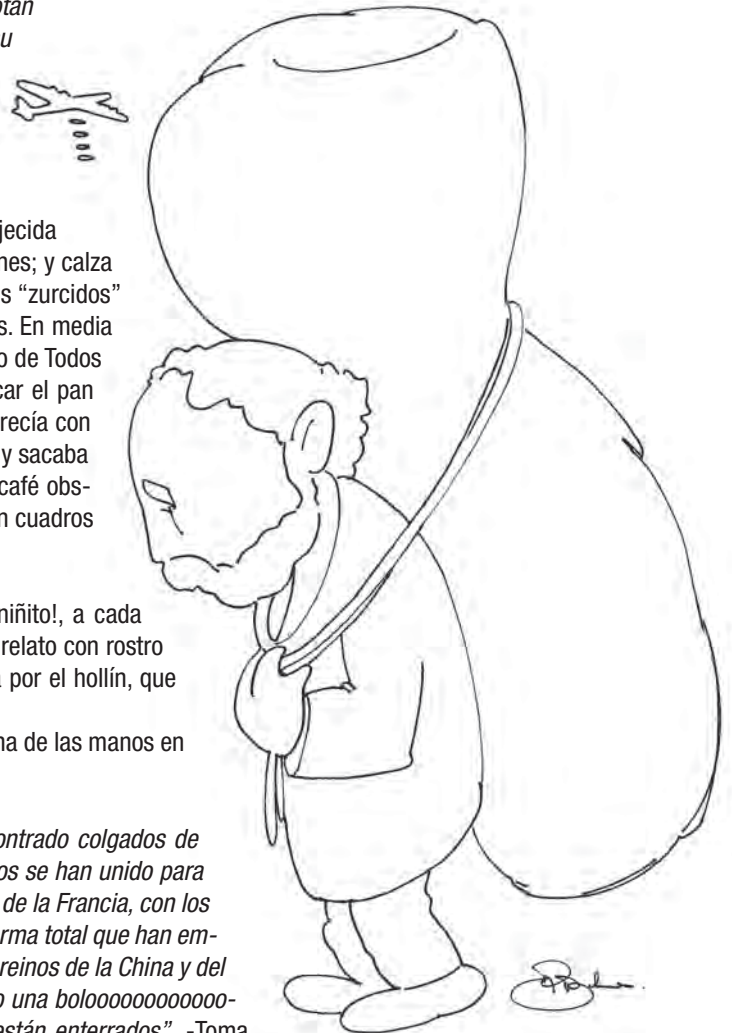 ptan
u
jecida
nes; y calza
s “zurcidos”
s. En media
o de Todos
car el pan
recía con
y sacaba
café obs-
n cuadros
niñito!, a cada
relato con rostro
a por el hollín, que
na de las manos en
ontrado colgados de
os se han unido para
de la Francia, con los
rma total que han em-
reinos de la China y del
o una boloooooooooooo-
están enterrados”. -Toma